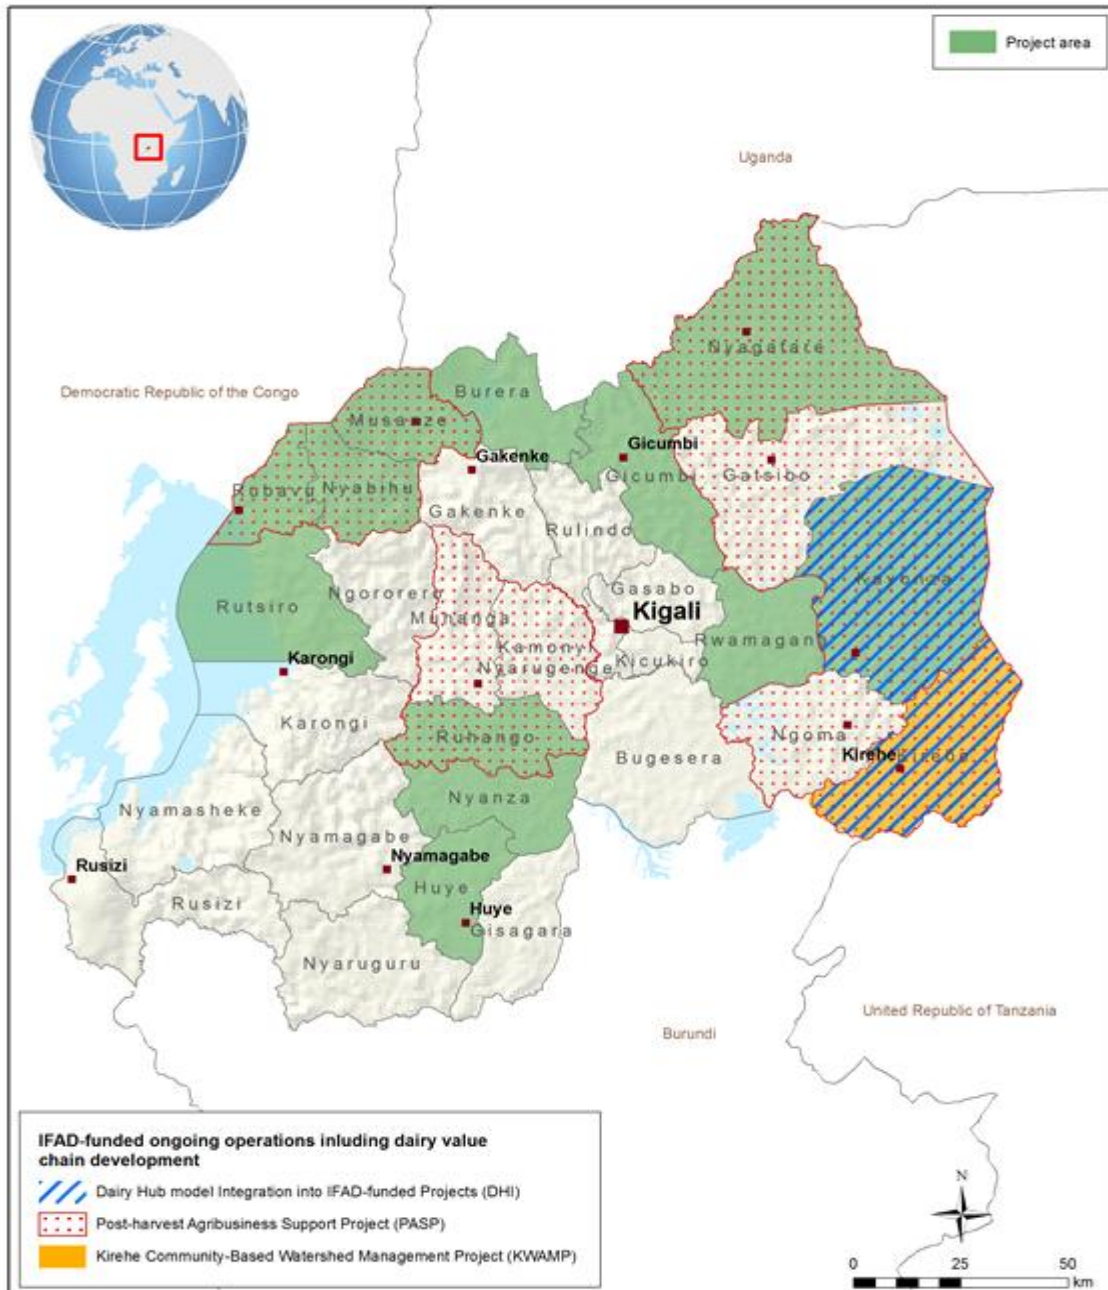 Project area
Uganda
Nyagatare
Democratic Republic of the Congo
Burera
Musanze
Gicumbi
Gakenke
Gicumbi
Gatsibo
Rubavu
Nyabihu
Gakenke
Rulindo
Kayonza
Gasabo
Rutsiro
Ngororero
Muhanga
Kigali
Kamonyi
Rwamagana
Nyarugenge
Kicukiro
Karongi
Karongi
Ruhango
Ngoma
Bugesera
Kirehe
Kirehe
Nyanza
Nyamasheke
Nyamagabe
Nyamagabe
Rusizi
Huye
Rusizi
Huye
Gisagara
Nyaruguru
United Republic of Tanzania
Burundi
IFAD-funded ongoing operations inluding dairy value
chain development
Dairy Hub model Integration into IFAD-funded Projects (DHI)
Post-harvest Agribusiness Support Project (PASP)
Kirehe Community-Based Watershed Management Project (KWAMP)
N
0 25 50
km